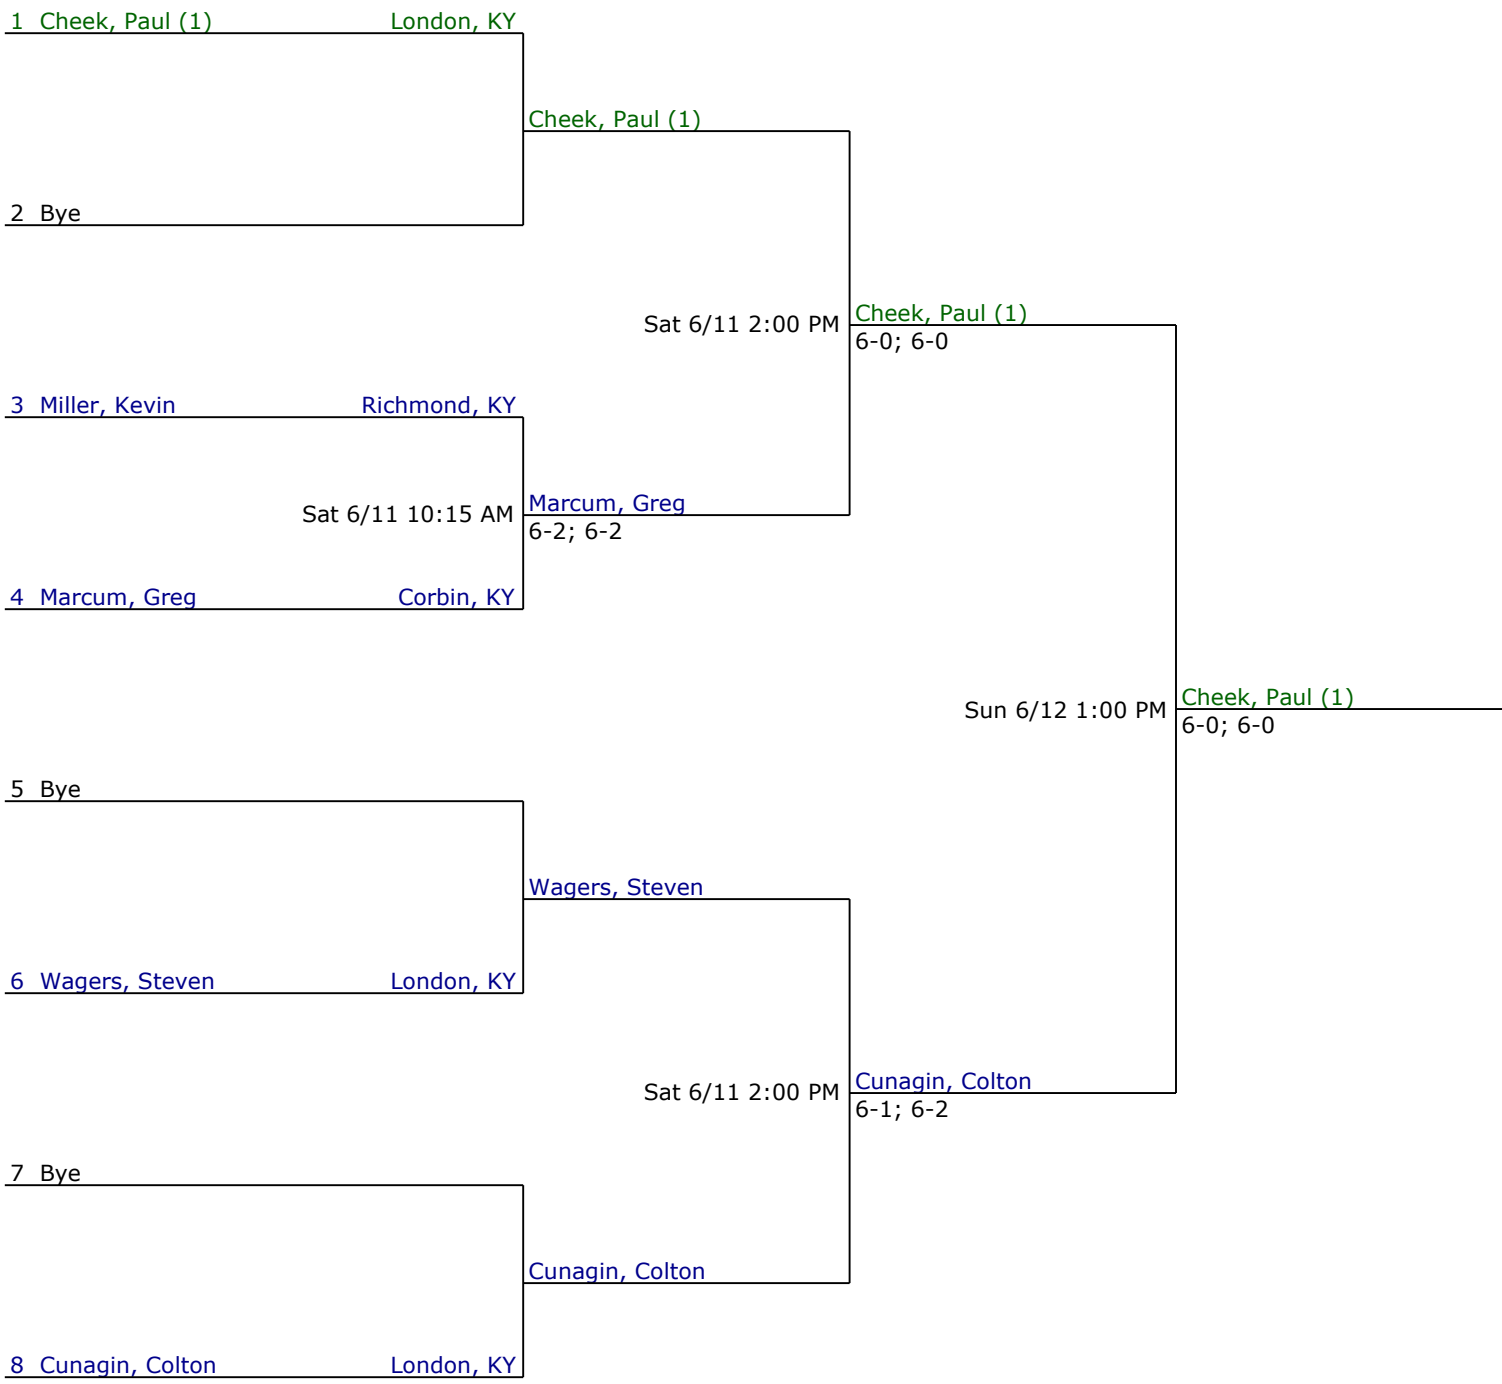 1 Cheek, Paul (1) London, KY
Cheek, Paul (1)
2 Bye
Cheek, Paul (1)
Sat 6/11 2:00 PM
6-0; 6-0
3 Miller, Kevin Richmond, KY
Marcum, Greg
Sat 6/11 10:15 AM
6-2; 6-2
4 Marcum, Greg Corbin, KY
Cheek, Paul (1)
Sun 6/12 1:00 PM
6-0; 6-0
5 Bye
Wagers, Steven
6 Wagers, Steven London, KY
Cunagin, Colton
Sat 6/11 2:00 PM
6-1; 6-2
7 Bye
Cunagin, Colton
8 Cunagin, Colton London, KY